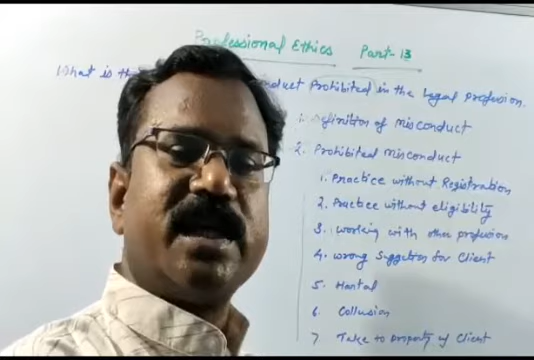 Professional Ethics Part-13
What is the conduct Prohibited in the Legal Profession.
1. Definition of Misconduct
2. Prohibited Misconduct
1. Practice without Registration
2. Practice without eligibility
3. Working with other profession
4. Wrong Suggestion for Client
5. Hartal
6. Collusion
7. Take to property of Client